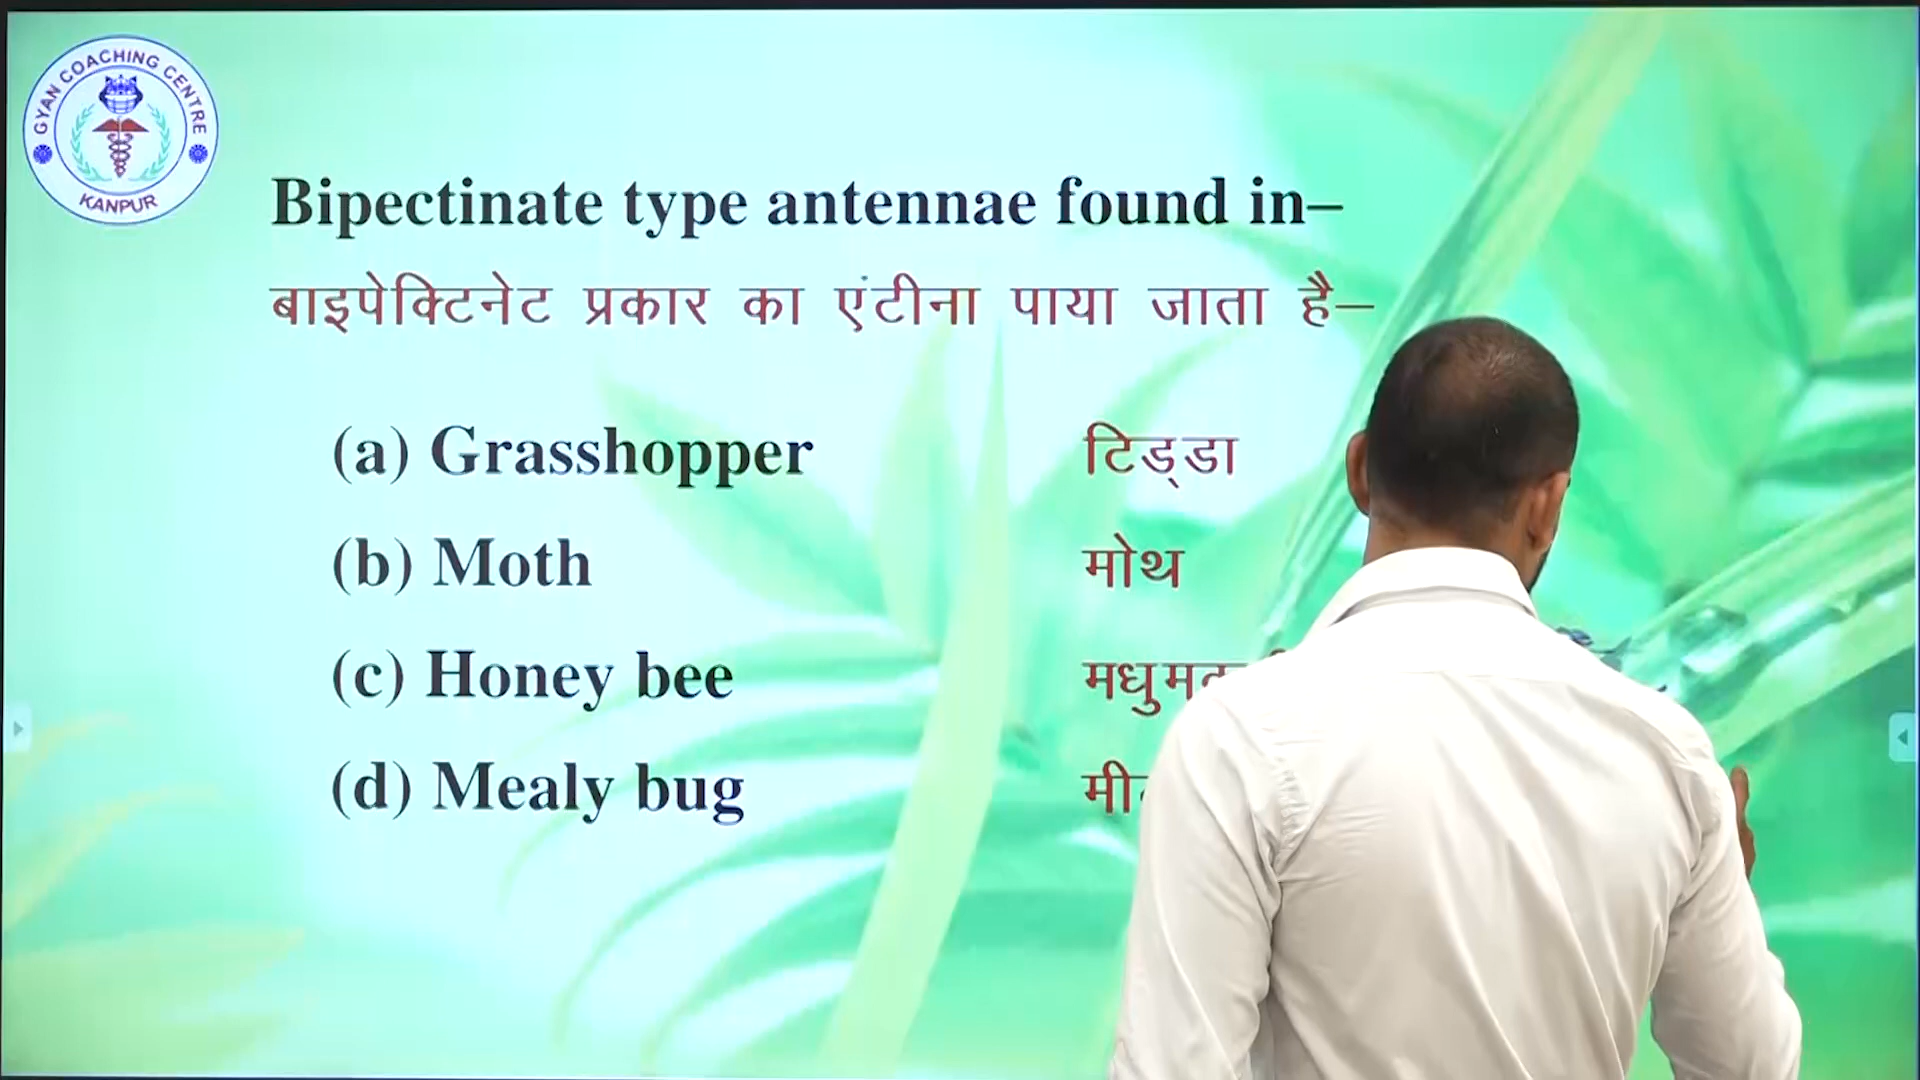 GYAN COACHING CENTRE
KANPUR
Bipectinate type antennae found in–
बाइपेक्टिनेट प्रकार का एंटीना पाया जाता है–
(a) Grasshopper टिड्डा
(b) Moth मोथ
(c) Honey bee
(d) Mealy bug